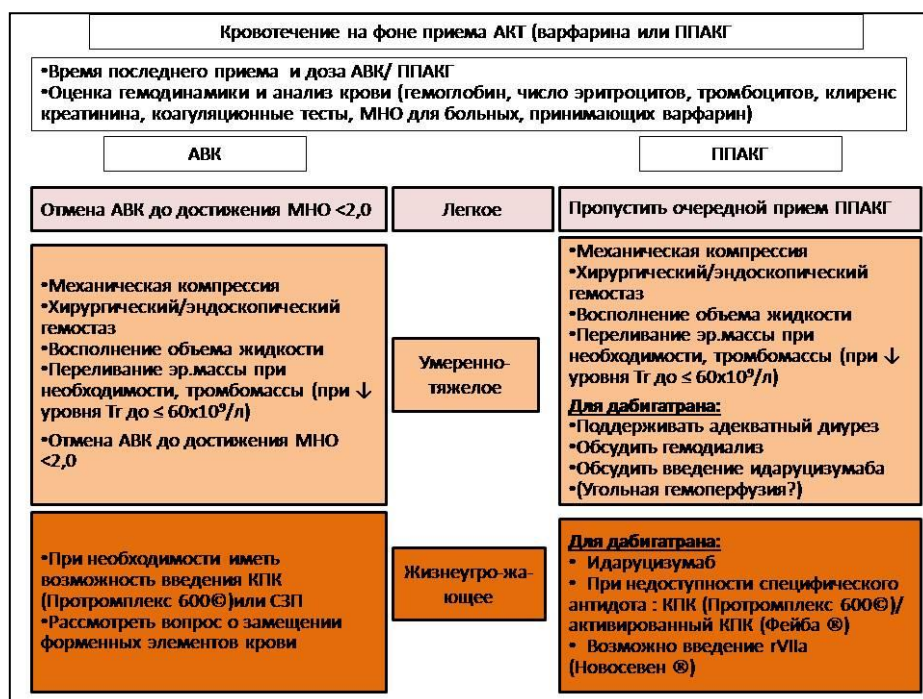 Кровотечение на фоне приема АКТ (варфарина или ППАКГ
•Время последнего приема и доза АВК/ ППАКГ
•Оценка гемодинамики и анализ крови (гемоглобин, число эритроцитов, тромбоцитов, клиренс
креатинина, коагуляционные тесты, МНО для больных, принимающих варфарин)
АВК
ППАКГ
Отмена АВК до достижения МНО <2,0
Легкое
Пропустить очередной прием ППАКГ
•Механическая компрессия
•Хирургический/эндоскопический
гемостаз
•Восполнение объема жидкости
•Переливание эр.массы при
необходимости, тромбомассы (при ↓
уровня Tr до ≤ 60x10⁹/л)
•Отмена АВК до достижения МНО
<2,0
Умеренно-
тяжелое
•Механическая компрессия
•Хирургический/эндоскопический
гемостаз
•Восполнение объема жидкости
•Переливание эр.массы при
необходимости, тромбомассы (при ↓
уровня Tr до ≤ 60x10⁹/л)
Для дабигатрана:
•Поддерживать адекватный диурез
•Обсудить гемодиализ
•Обсудить введение идаруцизумаба
•(Угольная гемоперфузия?)
•При необходимости иметь
возможность введения КПК
(Протромплекс 600©)или СЗП
•Рассмотреть вопрос о замещении
форменных элементов крови
Жизнеугро-жа-
ющее
Для дабигатрана:
• Идаруцизумаб
• При недоступности специфического
антидота : КПК (Протромплекс 600©)/
активированный КПК (Фейба ®)
• Возможно введение rVIIa
(Новосевен ®)